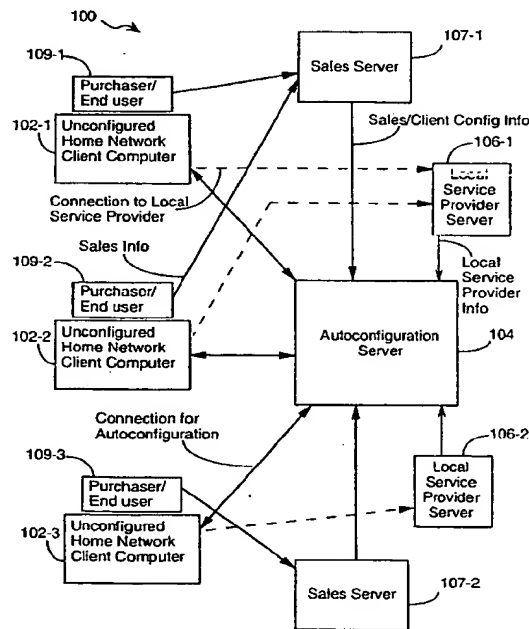 100
109-1
107-1
Purchaser/
End user
Sales Server
102-1
Unconfigured
Home Network
Client Computer
Sales/Client Config Info
106-1
Connection to Local
Service Provider
Local
Service
Provider
Server
Sales Info
109-2
Purchaser/
End user
Local
Service
Provider
Info
102-2
Unconfigured
Home Network
Client Computer
Autoconfiguration
Server
104
Connection for
Autoconfiguration
109-3
106-2
Purchaser/
End user
Local
Service
Provider
Server
102-3
Unconfigured
Home Network
Client Computer
Sales Server
107-2